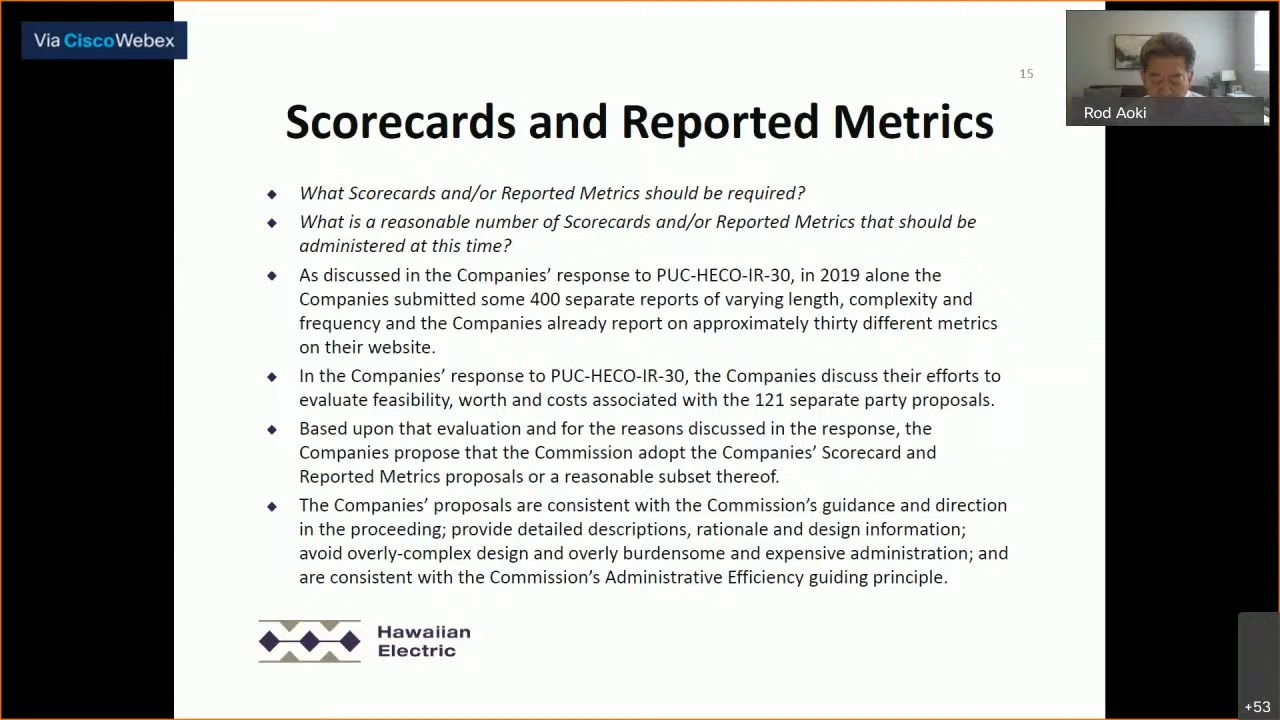 Via CiscoWebex
15
Rod Aoki
Scorecards and Reported Metrics
What Scorecards and/or Reported Metrics should be required?
What is a reasonable number of Scorecards and/or Reported Metrics that should be
administered at this time?
As discussed in the Companies’ response to PUC-HECO-IR-30, in 2019 alone the
Companies submitted some 400 separate reports of varying length, complexity and
frequency and the Companies already report on approximately thirty different metrics
on their website.
In the Companies’ response to PUC-HECO-IR-30, the Companies discuss their efforts to
evaluate feasibility, worth and costs associated with the 121 separate party proposals.
Based upon that evaluation and for the reasons discussed in the response, the
Companies propose that the Commission adopt the Companies’ Scorecard and
Reported Metrics proposals or a reasonable subset thereof.
The Companies’ proposals are consistent with the Commission’s guidance and direction
in the proceeding; provide detailed descriptions, rationale and design information;
avoid overly-complex design and overly burdensome and expensive administration; and
are consistent with the Commission’s Administrative Efficiency guiding principle.
Hawaiian
Electric
+53